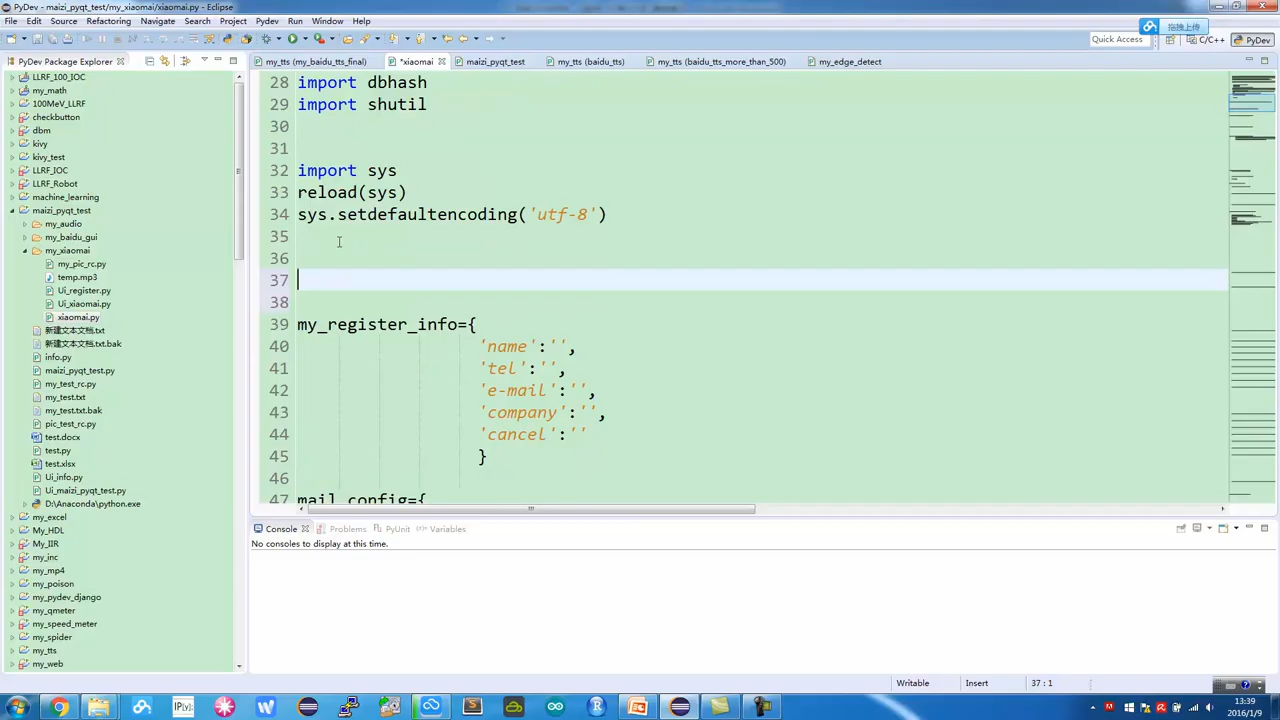 PyDev - maizi_pyqt_test/my_xiaomai/xiaomai.py - Eclipse
File Edit Source Refactoring Navigate Search Project Pydev Run Window Help
拖拽上传
Quick Access
C/C++
PyDev
PyDev Package Explorer
my_tts (my_baidu_tts_final)
*xiaomai
maizi_pyqt_test
my_tts (baidu_tts)
my_tts (baidu_tts_more_than_500)
my_edge_detect
LLRF_100_IOC
my_math
100MeV_LLRF
checkbutton
dbm
kivy
kivy_test
LLRF_IOC
LLRF_Robot
machine_learning
maizi_pyqt_test
my_audio
my_baidu_gui
my_xiaomai
my_pic_rc.py
temp.mp3
Ui_register.py
Ui_xiaomai.py
xiaomai.py
新建文本文档.txt
新建文本文档.txt.bak
info.py
maizi_pyqt_test.py
my_test_rc.py
my_test.txt
my_test.txt.bak
pic_test_rc.py
test.docx
test.py
test.xlsx
Ui_info.py
Ui_maizi_pyqt_test.py
D:\Anaconda\python.exe
my_excel
My_HDL
My_IIR
my_inc
my_mp4
my_poison
my_pydev_django
my_qmeter
my_speed_meter
my_spider
my_tts
my_web
28 import dbhash
29 import shutil
30
31
32 import sys
33 reload(sys)
34 sys.setdefaultencoding('utf-8')
35
36
37
38
39 my_register_info={
40 'name':'',
41 'tel':'',
42 'e-mail':'',
43 'company':'',
44 'cancel':''
45 }
46
47 mail_config={
Console Problems PyUnit Variables
No consoles to display at this time.
Writable Insert 37 : 1
13:39
2016/1/9